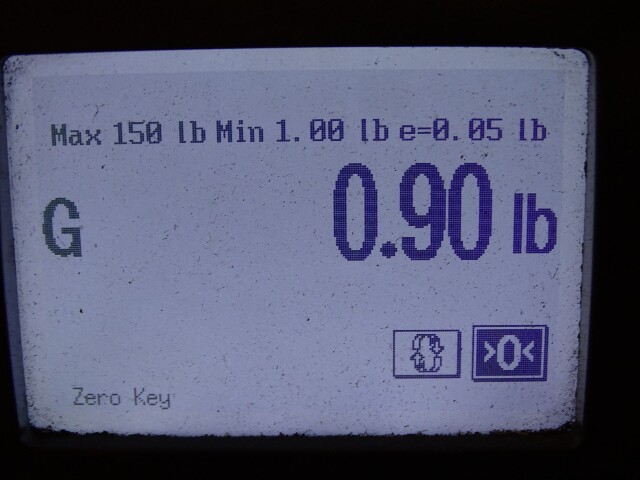 Max 150 lb Min 1.00 lb e=0.05 lb
G 0.90 lb
>0<
Zero Key